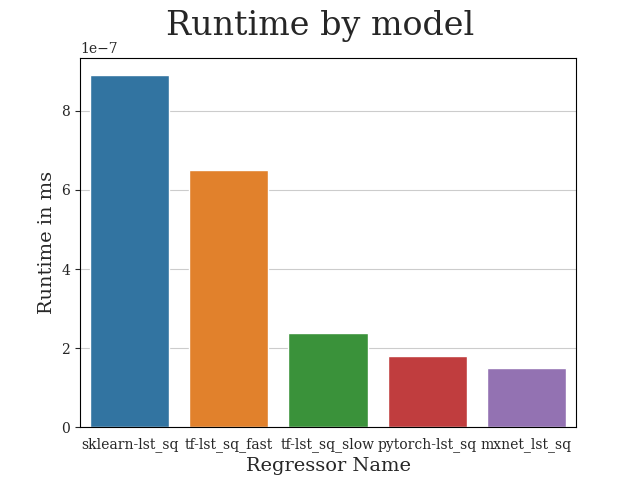 Runtime by model
1e−7
8
6
4
2
0
Runtime in ms
sklearn-lst_sq tf-lst_sq_fast tf-lst_sq_slow pytorch-lst_sq mxnet_lst_sq
Regressor Name